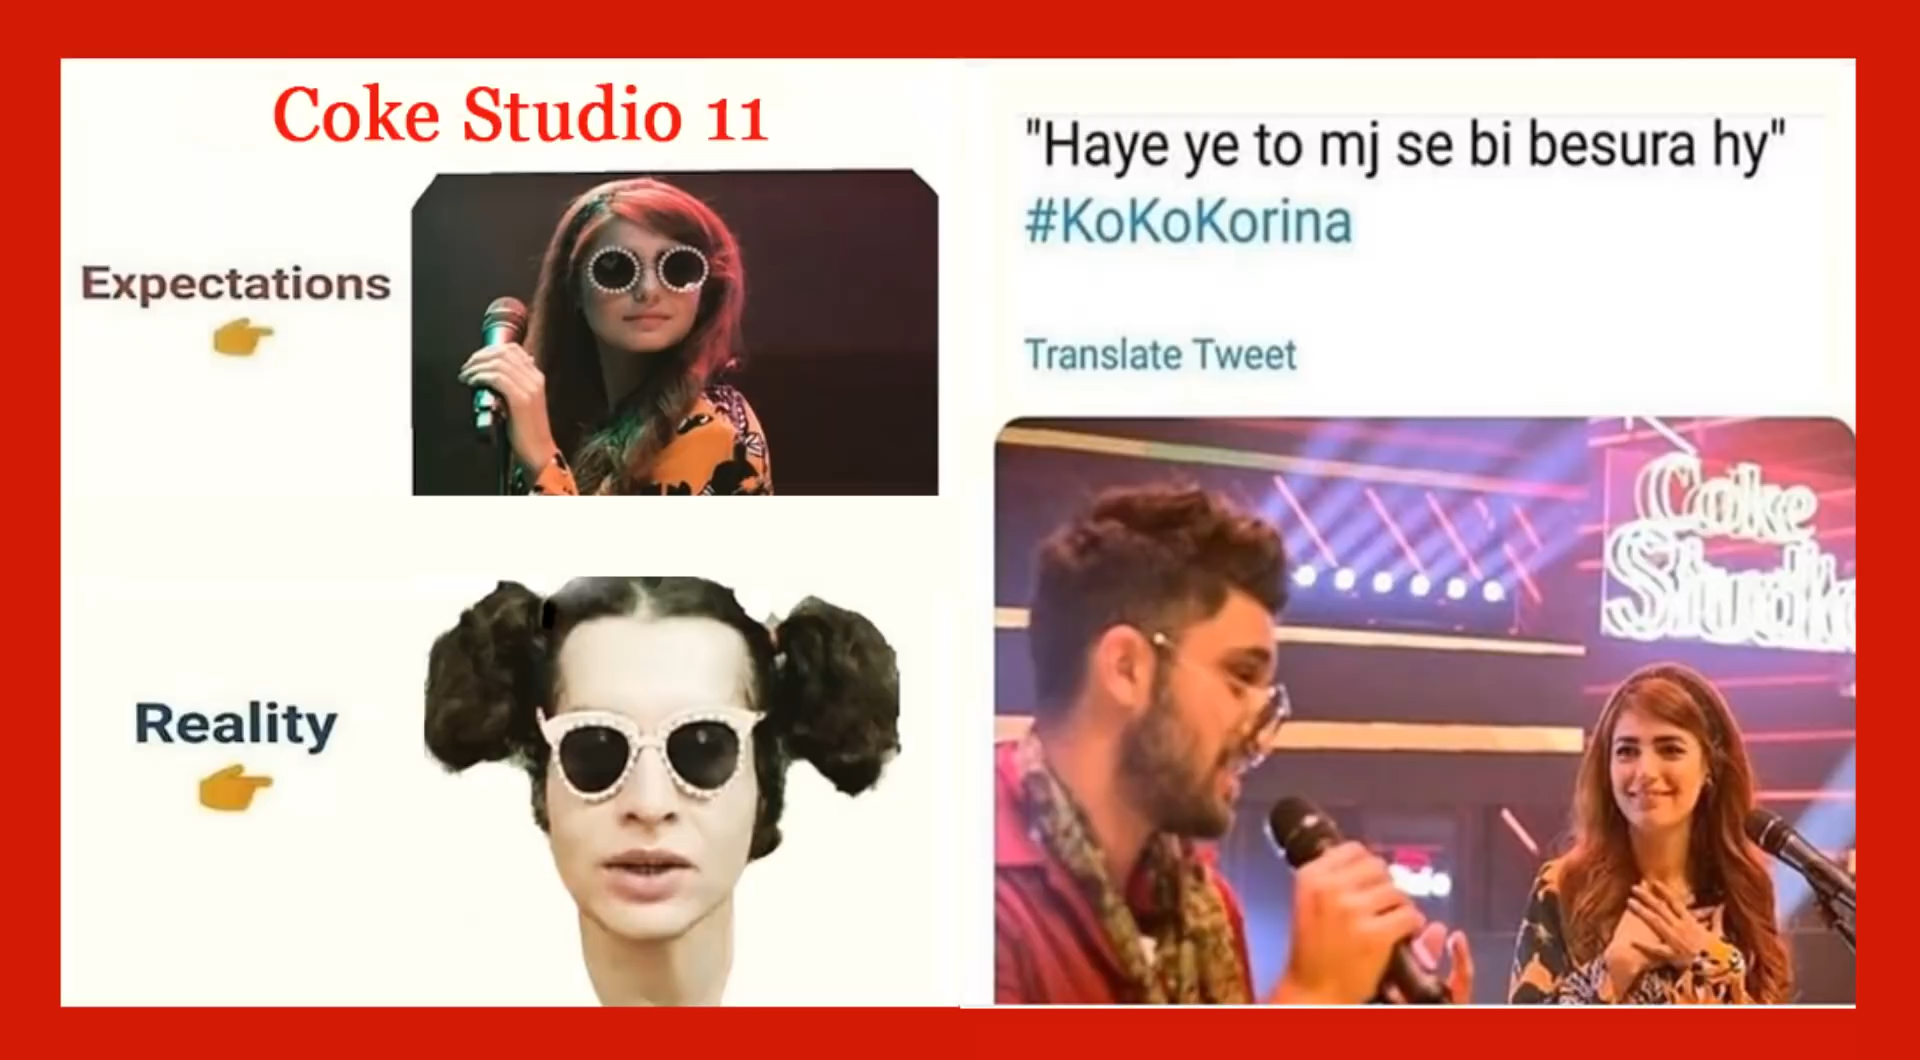 Coke Studio 11
Expectations
Reality
"Haye ye to mj se bi besura hy"
#KoKoKorina
Translate Tweet
Coke
Studio